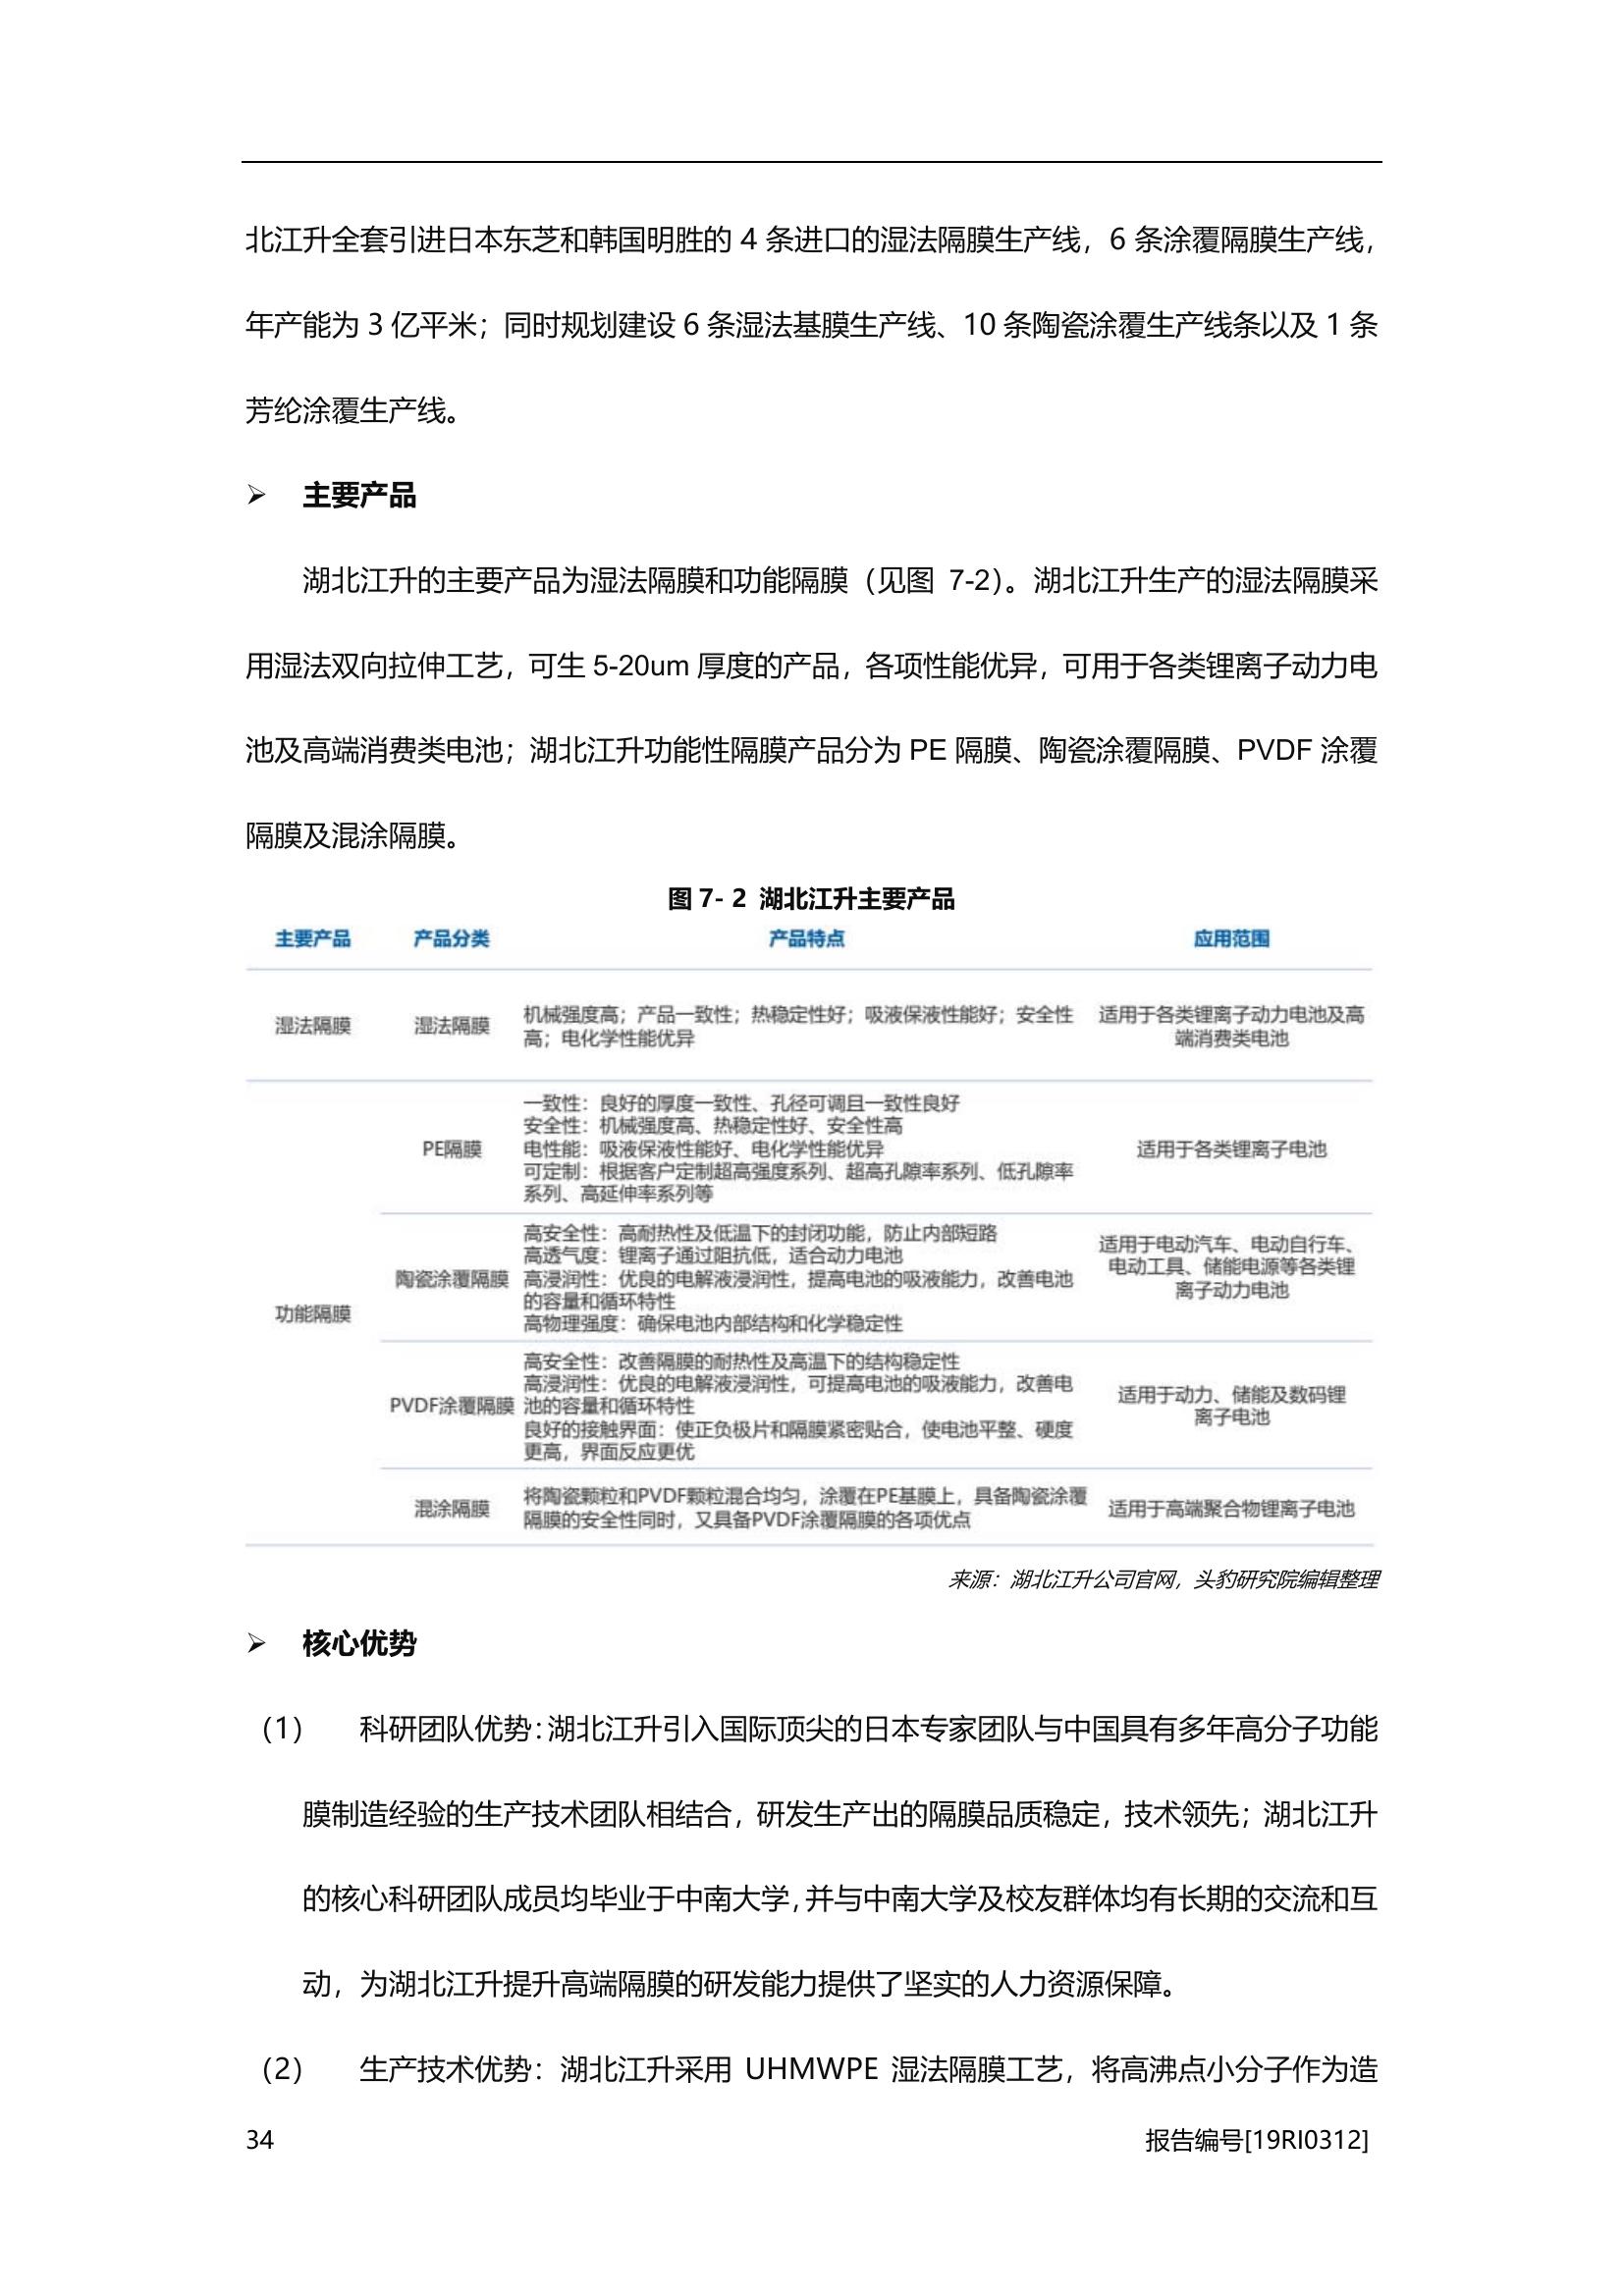 北江升全套引进日本东芝和韩国明胜的 4 条进口的湿法隔膜生产线，6 条涂覆隔膜生产线，
年产能为 3 亿平米；同时规划建设 6 条湿法基膜生产线、10 条陶瓷涂覆生产线条以及 1 条
芳纶涂覆生产线。
➢ 主要产品
湖北江升的主要产品为湿法隔膜和功能隔膜（见图 7-2）。湖北江升生产的湿法隔膜采
用湿法双向拉伸工艺，可生 5-20um 厚度的产品，各项性能优异，可用于各类锂离子动力电
池及高端消费类电池；湖北江升功能性隔膜产品分为 PE 隔膜、陶瓷涂覆隔膜、PVDF 涂覆
隔膜及混涂隔膜。
图 7- 2 湖北江升主要产品
主要产品 产品分类 产品特点 应用范围
湿法隔膜 湿法隔膜
机械强度高；产品一致性；热稳定性好；吸液保液性能好；安全性
高；电化学性能优异
适用于各类锂离子动力电池及高
端消费类电池
功能隔膜
PE隔膜
一致性：良好的厚度一致性、孔径可调且一致性良好
安全性：机械强度高、热稳定性好、安全性高
电性能：吸液保液性能好、电化学性能优异
可定制：根据客户定制超高强度系列、超高孔隙率系列、低孔隙率
系列、高延伸率系列等
适用于各类锂离子电池
陶瓷涂覆隔膜
高安全性：高耐热性及低温下的封闭功能，防止内部短路
高透气度：锂离子通过阻抗低，适合动力电池
高浸润性：优良的电解液浸润性，提高电池的吸液能力，改善电池
的容量和循环特性
高物理强度：确保电池内部结构和化学稳定性
适用于电动汽车、电动自行车、
电动工具、储能电源等各类锂
离子动力电池
PVDF涂覆隔膜
高安全性：改善隔膜的耐热性及高温下的结构稳定性
高浸润性：优良的电解液浸润性，可提高电池的吸液能力，改善电
池的容量和循环特性
良好的接触界面：使正负极片和隔膜紧密贴合，使电池平整、硬度
更高，界面反应更优
适用于动力、储能及数码锂
离子电池
混涂隔膜
将陶瓷颗粒和PVDF颗粒混合均匀，涂覆在PE基膜上，具备陶瓷涂覆
隔膜的安全性同时，又具备PVDF涂覆隔膜的各项优点
适用于高端聚合物锂离子电池
来源：湖北江升公司官网，头豹研究院编辑整理
➢ 核心优势
（1） 科研团队优势：湖北江升引入国际顶尖的日本专家团队与中国具有多年高分子功能
膜制造经验的生产技术团队相结合，研发生产出的隔膜品质稳定，技术领先；湖北江升
的核心科研团队成员均毕业于中南大学，并与中南大学及校友群体均有长期的交流和互
动，为湖北江升提升高端隔膜的研发能力提供了坚实的人力资源保障。
（2） 生产技术优势：湖北江升采用 UHMWPE 湿法隔膜工艺，将高沸点小分子作为造
34 报告编号[19RI0312]